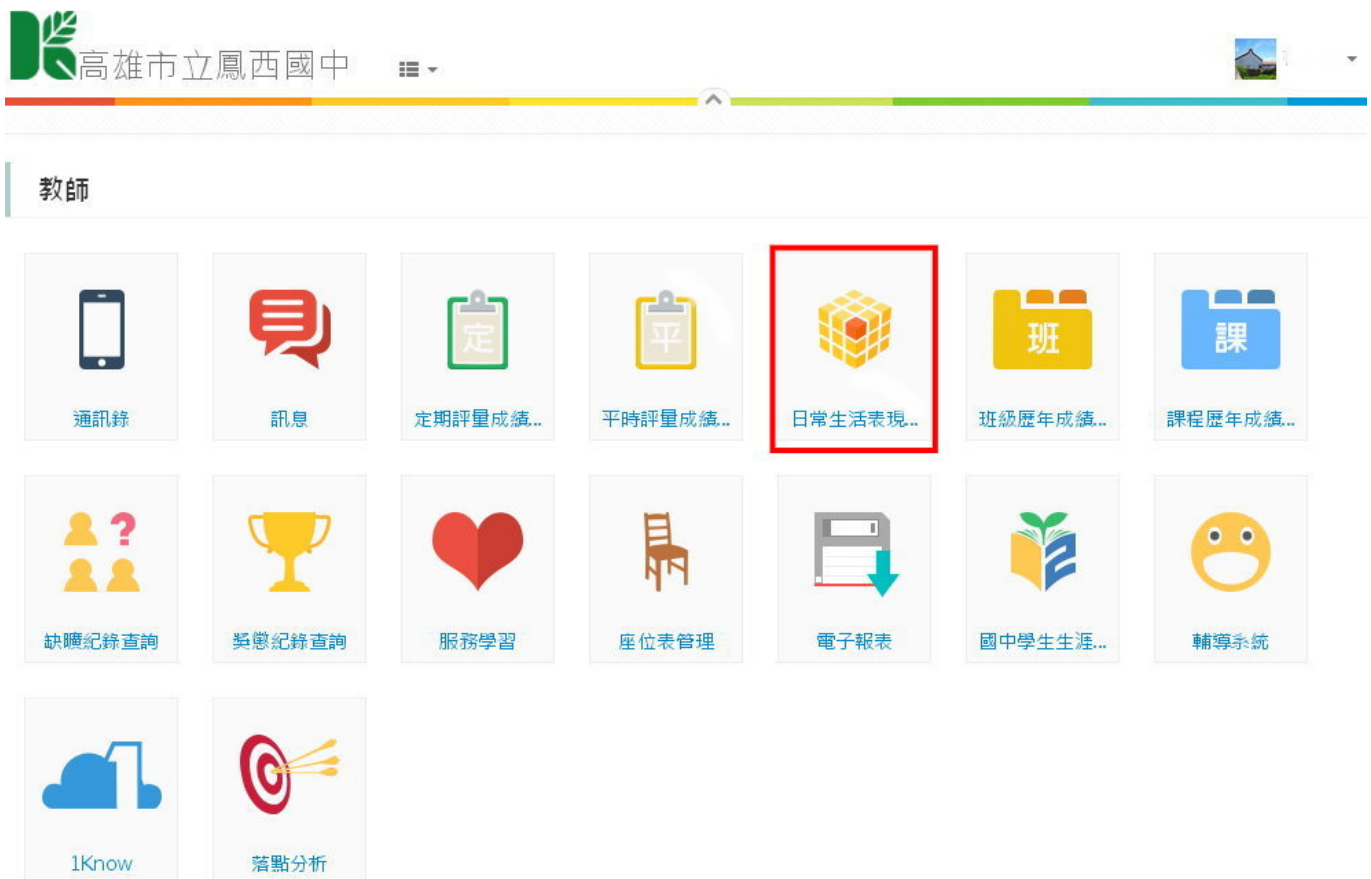 高雄市立鳳西國中
教師
定
平
班
課
通訊錄
訊息
定期評量成績...
平時評量成績...
日常生活表現...
班級歷年成績...
課程歷年成績...
缺曠紀錄查詢
獎懲紀錄查詢
服務學習
座位表管理
電子報表
國中學生生涯...
輔導系統
1Know
落點分析